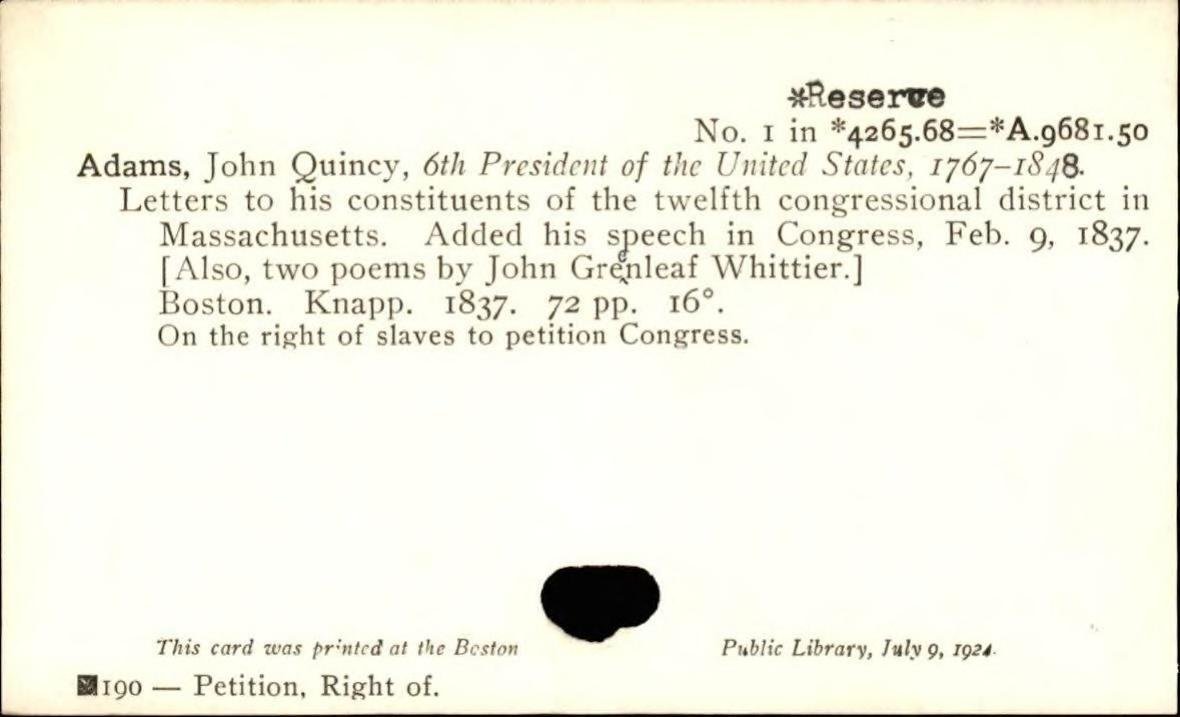 *Reserve
No. 1 in *4265.68=*A.9681.50
Adams, John Quincy, 6th President of the United States, 1767–1848.
Letters to his constituents of the twelfth congressional district in
Massachusetts. Added his speech in Congress, Feb. 9, 1837.
[Also, two poems by John Gre^enleaf Whittier.]
Boston. Knapp. 1837. 72 pp. 16°.
On the right of slaves to petition Congress.
This card was printed at the Boston Public Library, July 9, 1924.
190 — Petition, Right of.